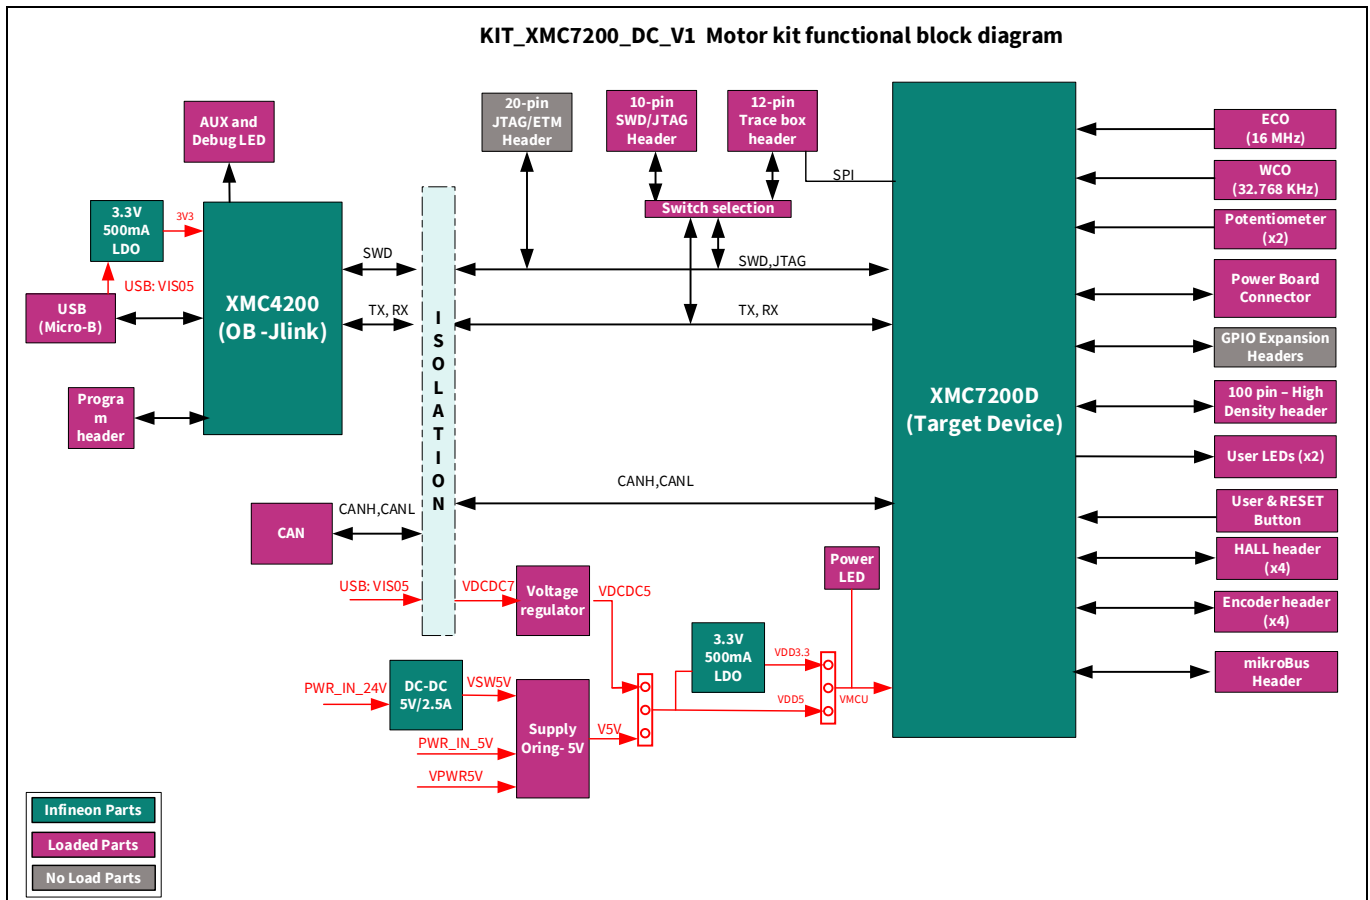 KIT_XMC7200_DC_V1 Motor kit functional block diagram
AUX and
Debug LED
20-pin
JTAG/ETM
Header
10-pin
SWD/JTAG
Header
12-pin
Trace box
header
SPI
Switch selection
3.3V
500mA
LDO
3V3
USB: VIS05
USB
(Micro-B)
XMC4200
(OB -Jlink)
Progra
m
header
SWD
TX, RX
I
S
O
L
A
T
I
O
N
SWD,JTAG
TX, RX
CANH,CANL
CAN
CANH,CANL
USB: VIS05
VDCDC7
Voltage
regulator
VDCDC5
PWR_IN_24V
DC-DC
5V/2.5A
VSW5V
PWR_IN_5V
VPWR5V
Supply
Oring- 5V
V5V
3.3V
500mA
LDO
VDD3.3
VDD5
VMCU
Power
LED
XMC7200D
(Target Device)
ECO
(16 MHz)
WCO
(32.768 KHz)
Potentiometer
(x2)
Power Board
Connector
GPIO Expansion
Headers
100 pin – High
Density header
User LEDs (x2)
User & RESET
Button
HALL header
(x4)
Encoder header
(x4)
mikroBus
Header
Infineon Parts
Loaded Parts
No Load Parts